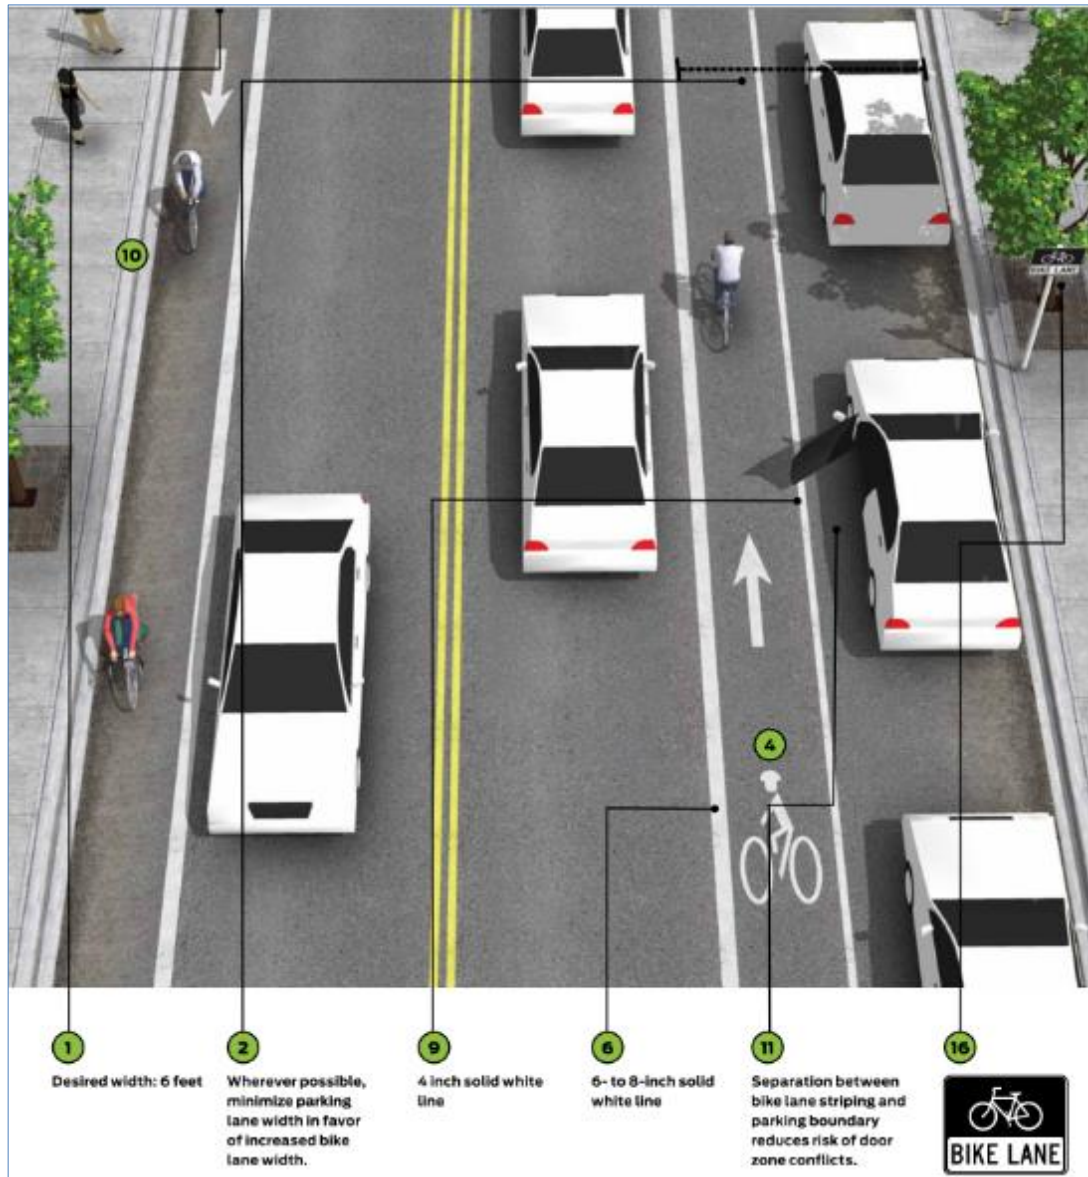 10
BIKE LANE
4
1
Desired width: 6 feet
2
Wherever possible,
minimize parking
lane width in favor
of increased bike
lane width.
9
4 inch solid white
line
6
6- to 8-inch solid
white line
11
Separation between
bike lane striping and
parking boundary
reduces risk of door
zone conflicts.
16
BIKE LANE